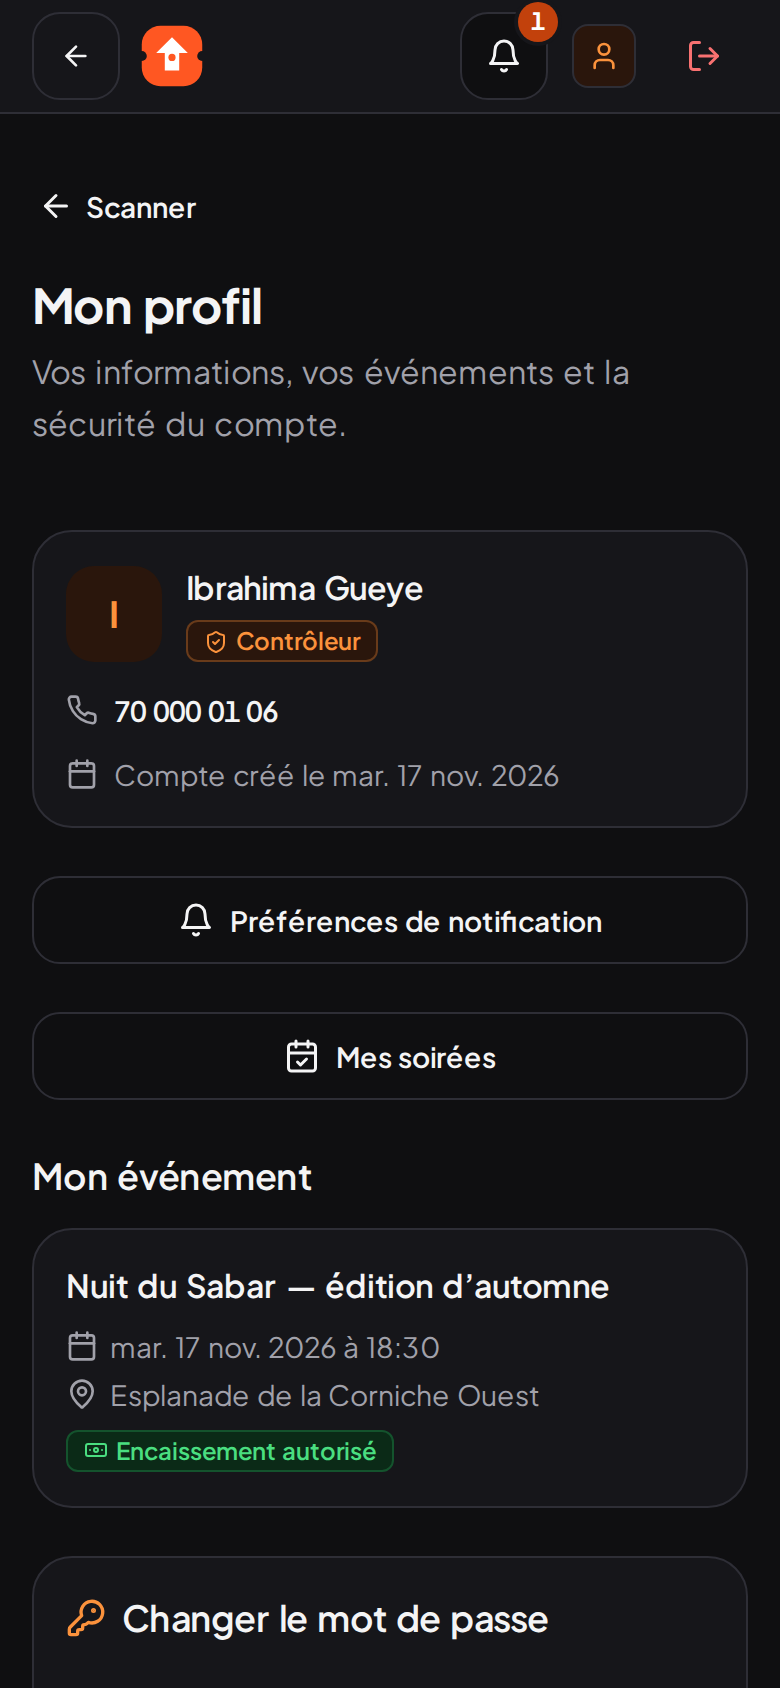 1
Scanner
Mon profil
Vos informations, vos événements et la
sécurité du compte.
I
Ibrahima Gueye
Contrôleur
70 000 01 06
Compte créé le mar. 17 nov. 2026
Préférences de notification
Mes soirées
Mon événement
Nuit du Sabar — édition d’automne
mar. 17 nov. 2026 à 18:30
Esplanade de la Corniche Ouest
Encaissement autorisé
Changer le mot de passe